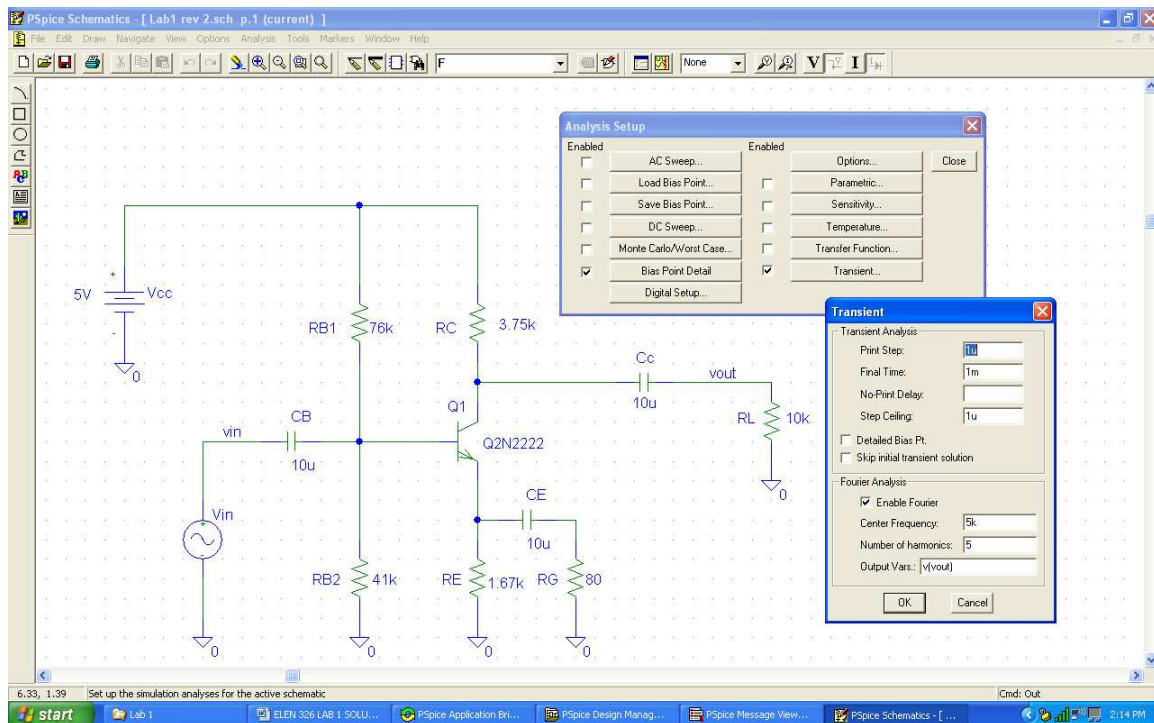 PSpice Schematics - [ Lab1 rev 2.sch p.1 (current) ]
File Edit Draw Navigate View Options Analysis Tools Markers Window Help
F
None
V
I
Analysis Setup
Enabled
Enabled
AC Sweep...
Options...
Close
Load Bias Point...
Parametric...
Save Bias Point...
Sensitivity...
DC Sweep...
Temperature...
Monte Carlo/Worst Case...
Transfer Function...
Bias Point Detail
Transient...
Digital Setup...
Transient
Transient Analysis
Print Step: 1u
Final Time: 1m
No-Print Delay:
Step Ceiling: 1u
Detailed Bias Pt.
Skip initial transient solution
Fourier Analysis
Enable Fourier
Center Frequency: 5k
Number of harmonics: 5
Output Vars.: v(vout)
OK
Cancel
+
5V
Vcc
-
0
RB1
76k
RC
3.75k
Cc
10u
vout
RL
10k
0
Q1
Q2N2222
CB
10u
vin
Vin
+
-
0
CE
10u
RB2
41k
RE
1.67k
RG
80
0
0
0
6.33, 1.39
Set up the simulation analyses for the active schematic
Cmd: Out
start
Lab 1
ELEN 326 LAB 1 SOLU...
PSpice Application Bri...
PSpice Design Manag...
PSpice Message View...
PSpice Schematics - [ ...
2:14 PM